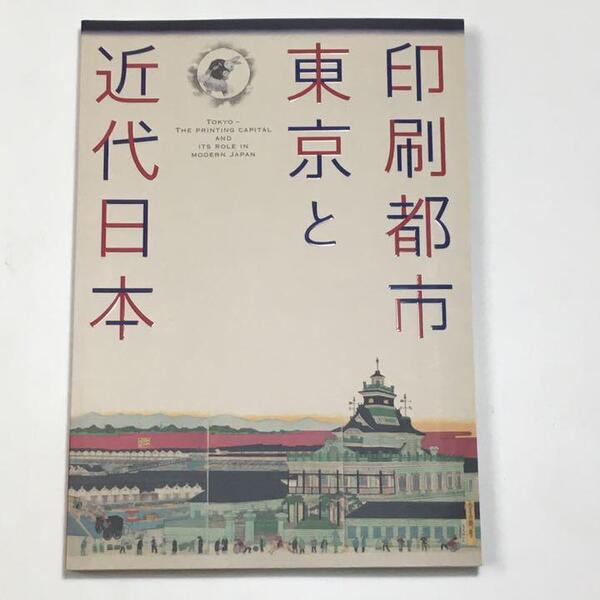 印刷都市
東京と
近代日本
TOKYO –
THE PRINTING CAPITAL
AND
ITS ROLE IN
MODERN JAPAN